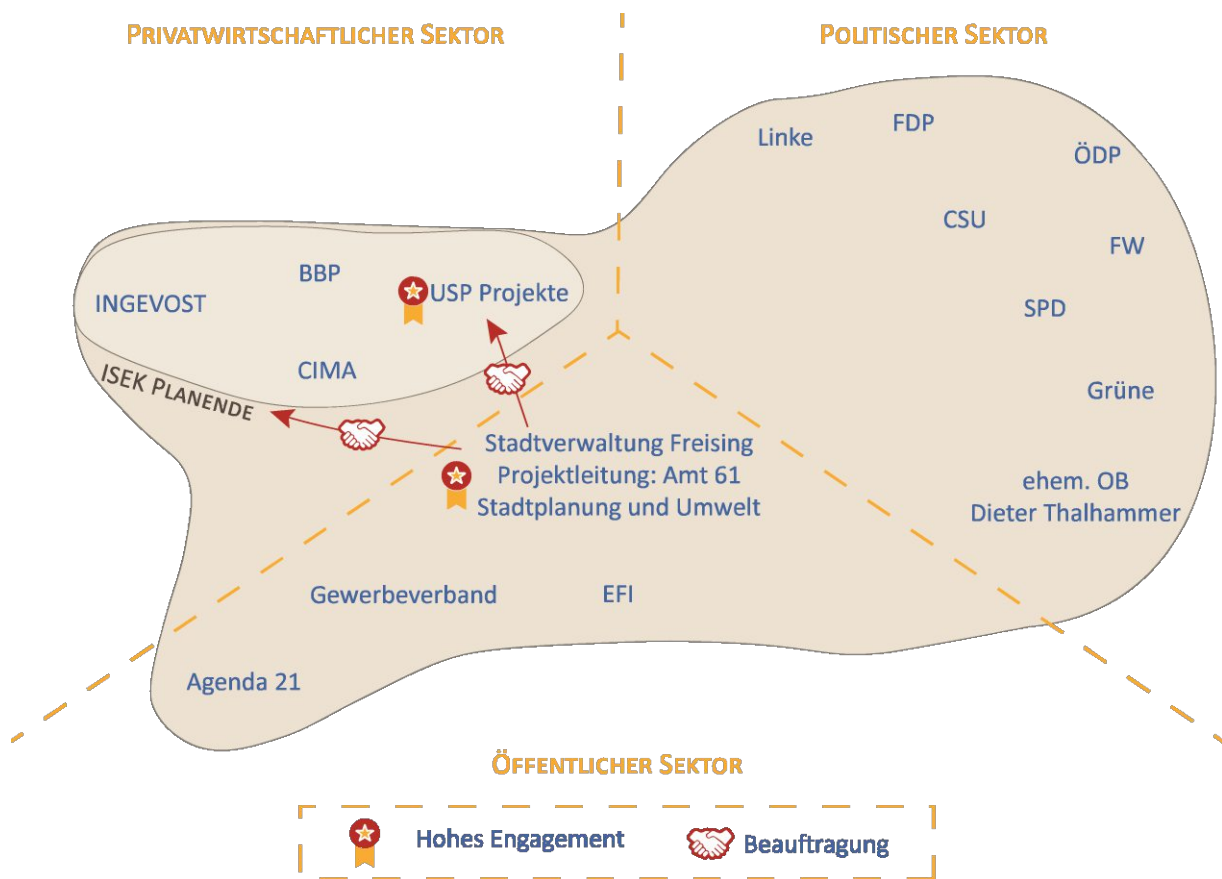 PRIVATWIRTSCHAFTLICHER SEKTOR
POLITISCHER SEKTOR
Linke
FDP
ÖDP
CSU
FW
SPD
Grüne
ehem. OB
Dieter Thalhammer
BBP
INGEVOST
USP Projekte
CIMA
ISEK PLANENDE
Stadtverwaltung Freising
Projektleitung: Amt 61
Stadtplanung und Umwelt
Gewerbeverband
EFI
Agenda 21
ÖFFENTLICHER SEKTOR
Hohes Engagement
Beauftragung